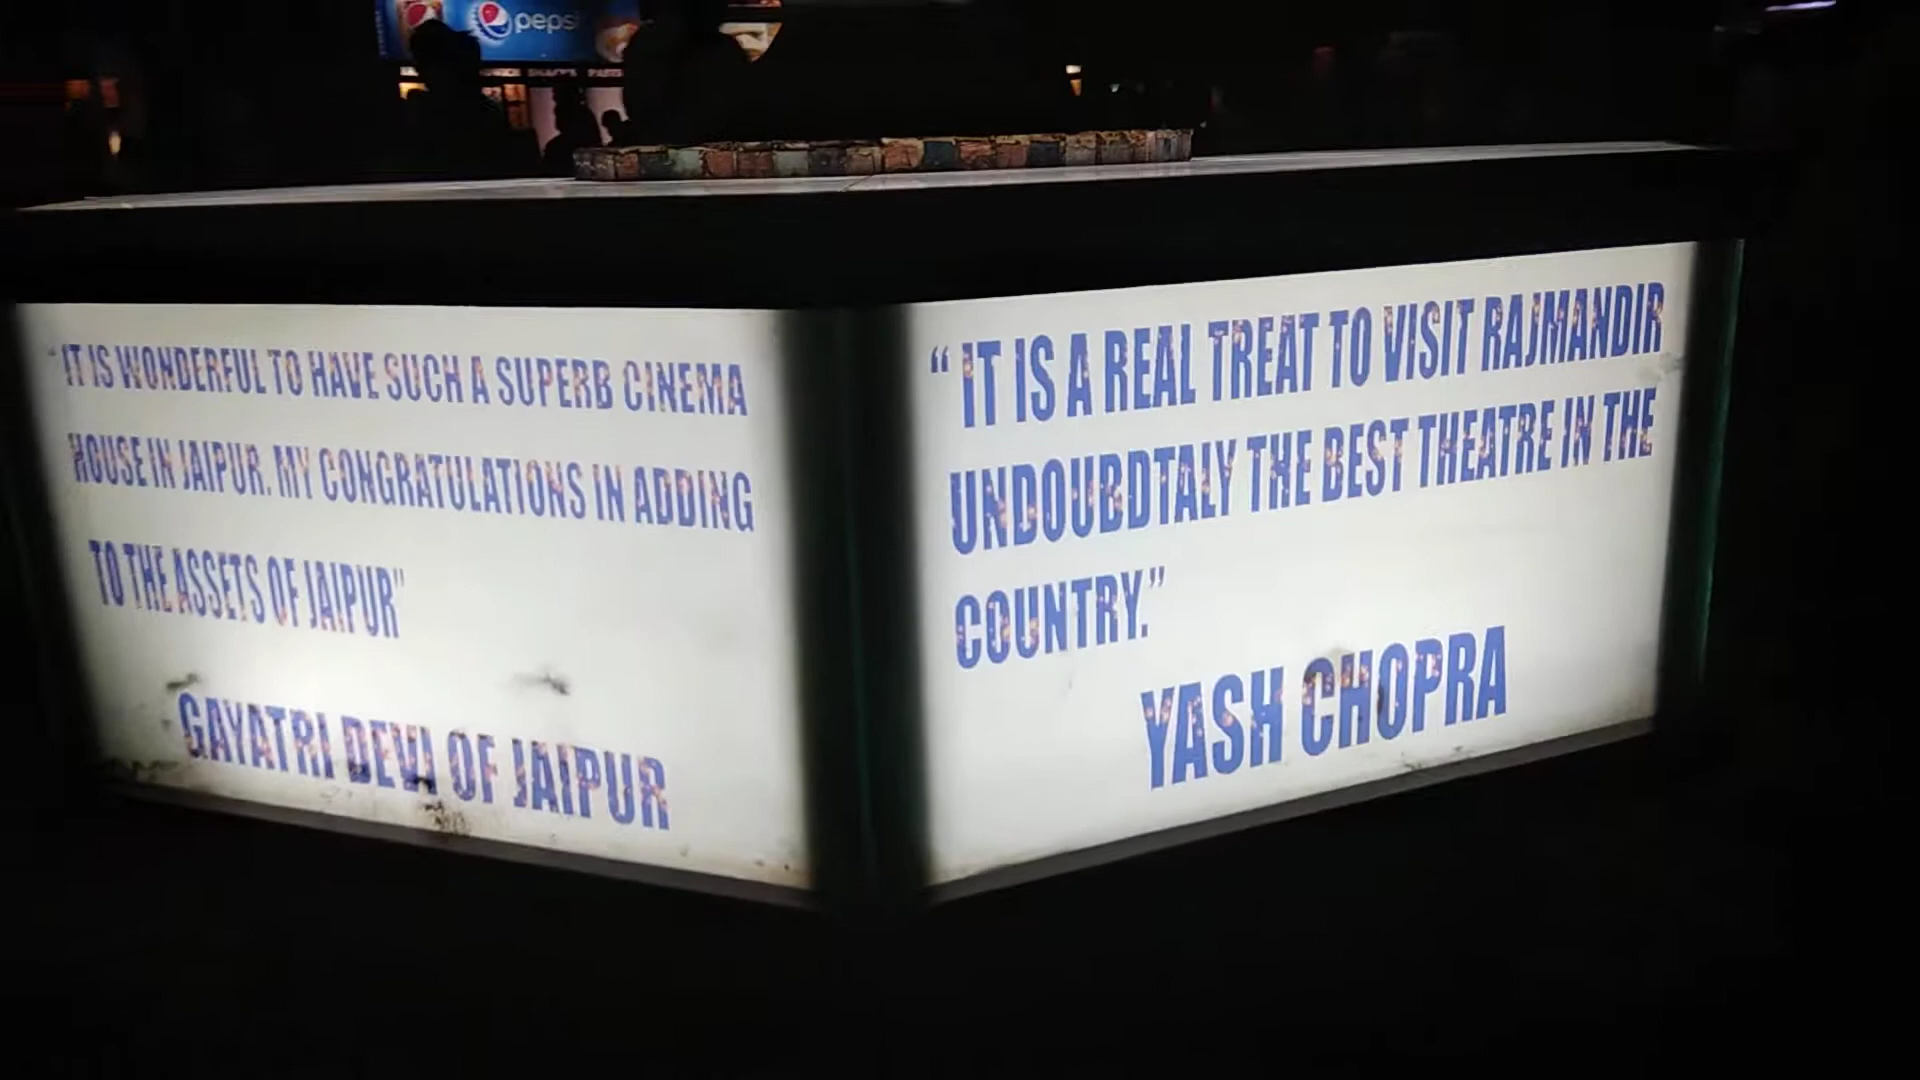 pepsi
"IT IS WONDERFUL TO HAVE SUCH A SUPERB CINEMA
HOUSE IN JAIPUR. MY CONGRATULATIONS IN ADDING
TO THE ASSETS OF JAIPUR"
GAYATRI DEVI OF JAIPUR
“ IT IS A REAL TREAT TO VISIT RAJMANDIR
UNDOUBDTALY THE BEST THEATRE IN THE
COUNTRY.”
YASH CHOPRA